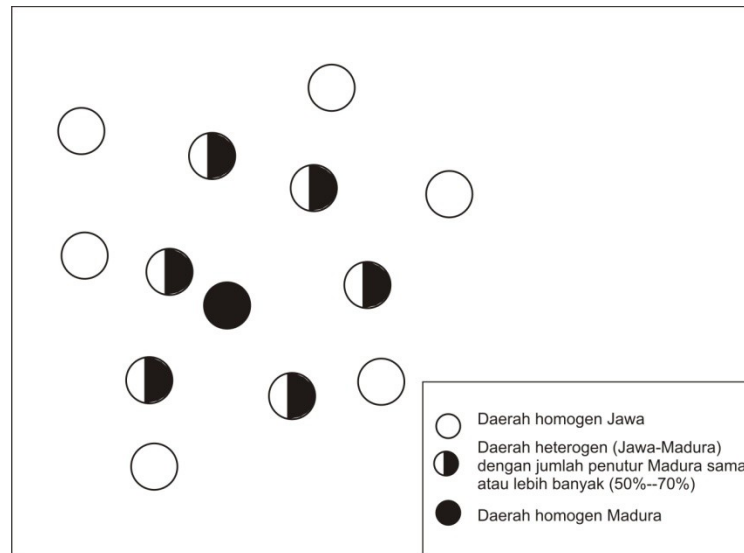 Daerah homogen Jawa
Daerah heterogen (Jawa-Madura)
dengan jumlah penutur Madura sama
atau lebih banyak (50%--70%)
Daerah homogen Madura